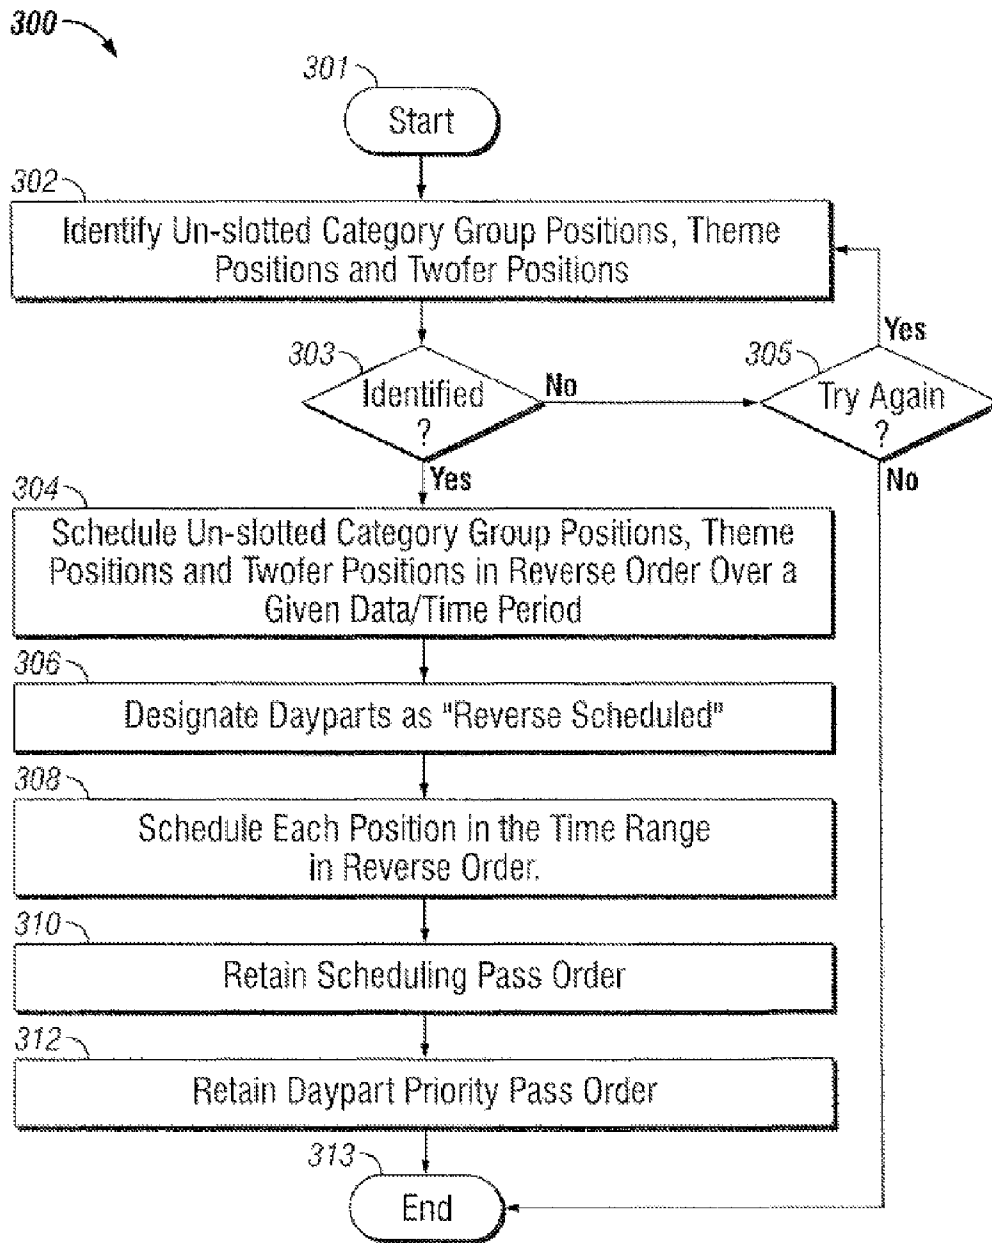 300
301
Start
302
Identify Un-slotted Category Group Positions, Theme
Positions and Twofer Positions
303
Identified
?
No
Yes
305
Try Again
?
Yes
No
304
Schedule Un-slotted Category Group Positions, Theme
Positions and Twofer Positions in Reverse Order Over a
Given Data/Time Period
306
Designate Dayparts as "Reverse Scheduled"
308
Schedule Each Position in the Time Range
in Reverse Order.
310
Retain Scheduling Pass Order
312
Retain Daypart Priority Pass Order
313
End